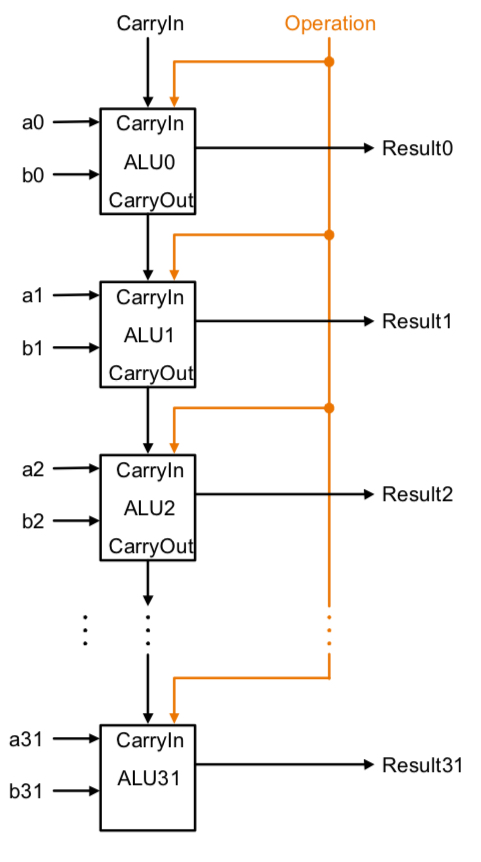 CarryIn Operation
a0 CarryIn
ALU0 Result0
b0
CarryOut
a1 CarryIn
ALU1 Result1
b1
CarryOut
a2 CarryIn
ALU2 Result2
b2
CarryOut
a31 CarryIn
ALU31 Result31
b31